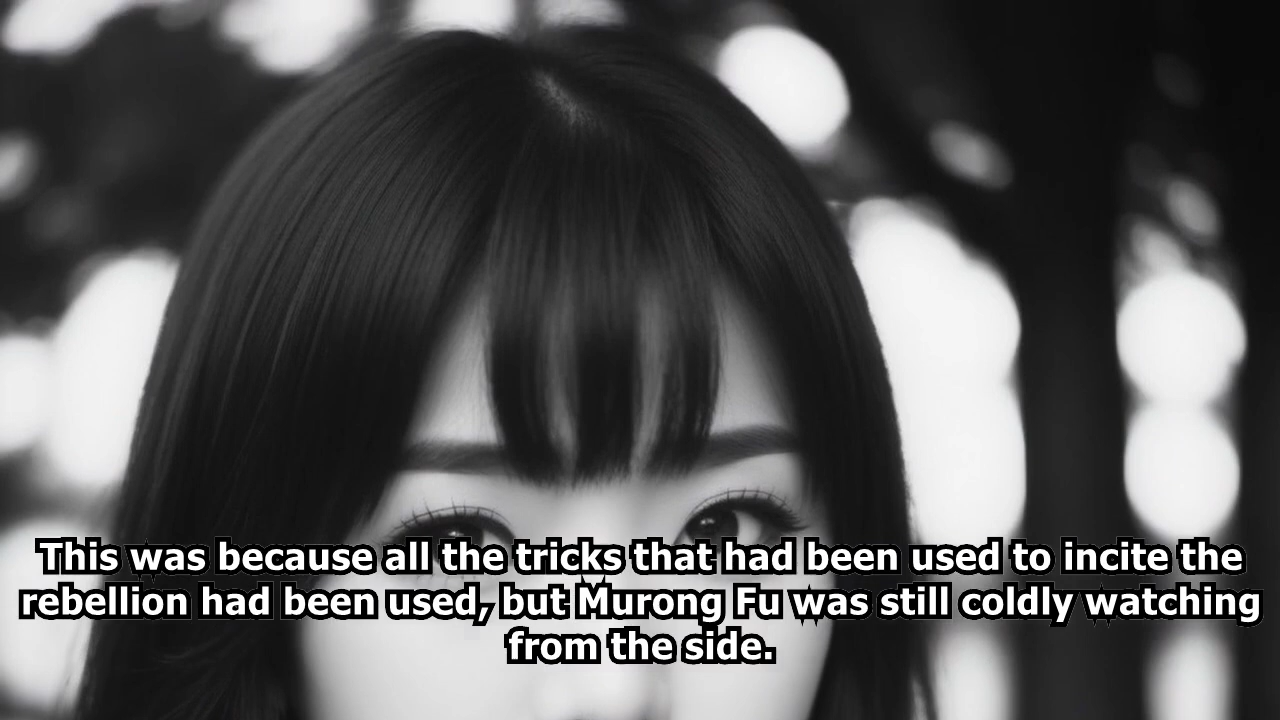 This was because all the tricks that had been used to incite the
rebellion had been used, but Murong Fu was still coldly watching
from the side.